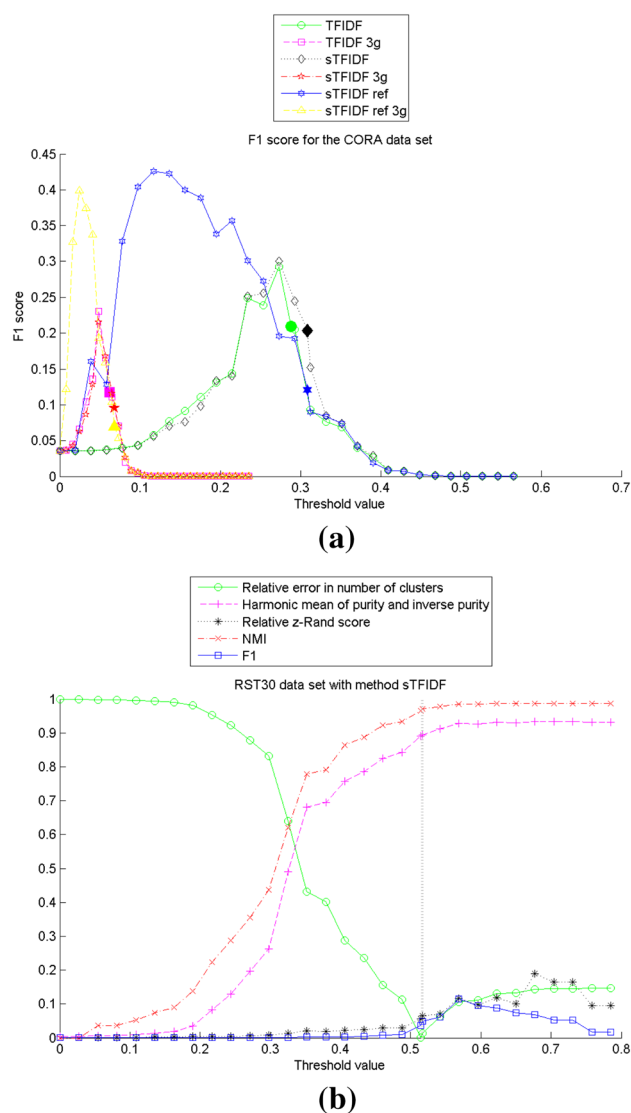 TFIDF
TFIDF 3g
sTFIDF
sTFIDF 3g
sTFIDF ref
sTFIDF ref 3g
F1 score for the CORA data set
0.45
0.4
0.35
0.3
0.25
0.2
0.15
0.1
0.05
0
F1 score
0 0.1 0.2 0.3 0.4 0.5 0.6 0.7
Threshold value
(a)
Relative error in number of clusters
Harmonic mean of purity and inverse purity
Relative z-Rand score
NMI
F1
RST30 data set with method sTFIDF
1
0.9
0.8
0.7
0.6
0.5
0.4
0.3
0.2
0.1
0
0 0.1 0.2 0.3 0.4 0.5 0.6 0.7 0.8
Threshold value
(b)